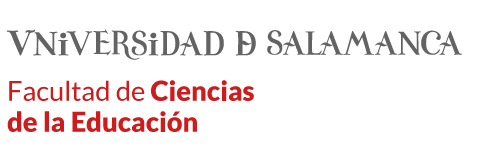 VNiVERSiDAD Ð SALAMANCA
Facultad de Ciencias
de la Educación